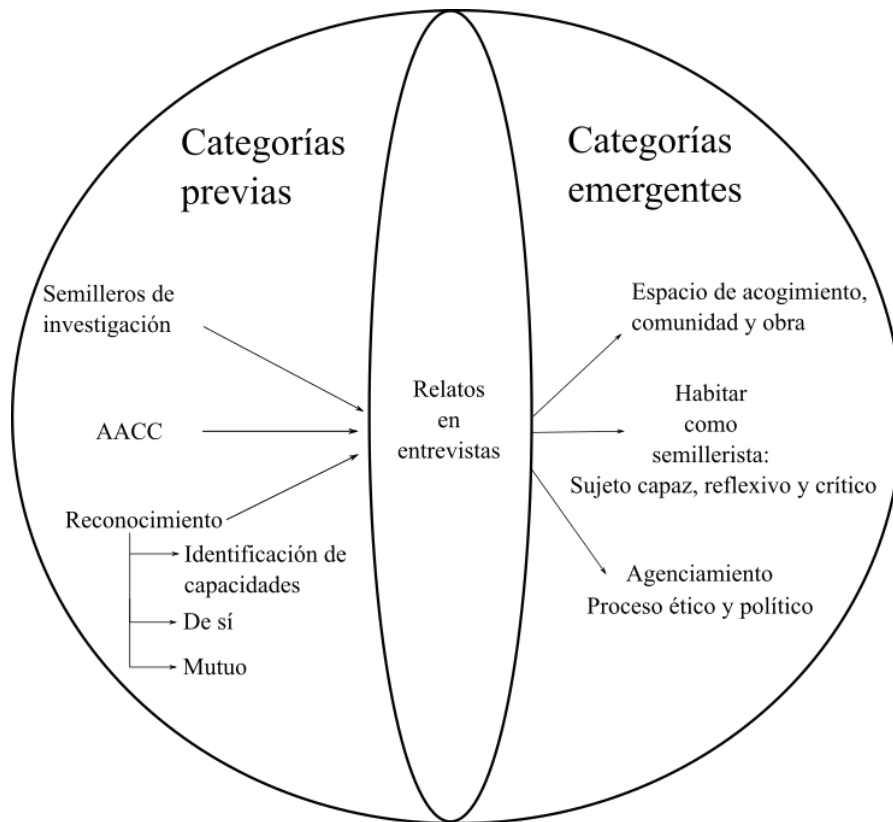 Categorías
previas
Semilleros de
investigación
AACC
Reconocimiento
Identificación de
capacidades
De sí
Mutuo
Relatos
en
entrevistas
Categorías
emergentes
Espacio de acogimiento,
comunidad y obra
Habitar
como
semillerista:
Sujeto capaz, reflexivo y crítico
Agenciamiento
Proceso ético y político